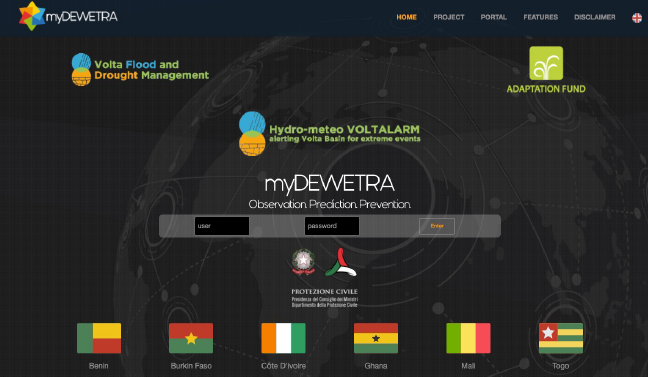 myDEWETRA
HOME PROJECT PORTAL FEATURES DISCLAIMER
Volta Flood and
Drought Management
ADAPTATION FUND
Hydro-meteo VOLTALARM
alerting Volta Basin for extreme events
myDEWETRA
Observation. Prediction. Prevention.
user password Enter
PROTEZIONE CIVILE
Presidenza del Consiglio dei Ministri
Dipartimento della Protezione Civile
Benin Burkin Faso Côte D'ivoire Ghana Mali Togo